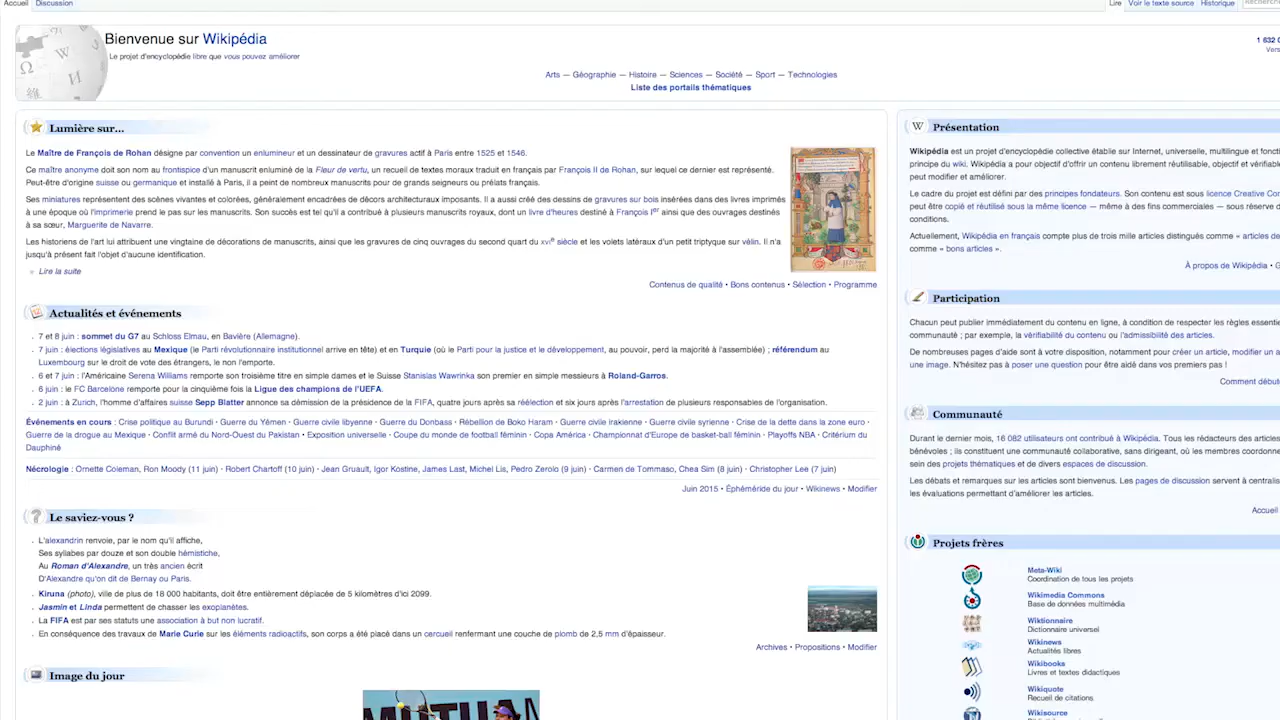 Accueil Discussion
Lire Voir le texte source Historique
Bienvenue sur Wikipédia
Le projet d'encyclopédie libre que vous pouvez améliorer
1 632
Arts — Géographie — Histoire — Sciences — Société — Sport — Technologies
Liste des portails thématiques
Lumière sur...
Le Maître de François de Rohan désigne par convention un enlumineur et un dessinateur de gravures actif à Paris entre 1525 et 1546.
Ce maître anonyme doit son nom au frontispice d'un manuscrit enluminé de la Fleur de vertu, un recueil de textes moraux traduit en français par François II de Rohan, sur lequel ce dernier est représenté.
Peut-être d'origine suisse ou germanique et installé à Paris, il a peint de nombreux manuscrits pour de grands seigneurs ou prélats français.
Ses miniatures représentent des scènes vivantes et colorées, généralement encadrées de décors architecturaux imposants. Il a aussi créé des dessins de gravures sur bois insérées dans des livres imprimés
à une époque où l'imprimerie prend le pas sur les manuscrits. Son succès est tel qu'il a contribué à plusieurs manuscrits royaux, dont un livre d'heures destiné à François Ier ainsi que des ouvrages destinés
à sa sœur, Marguerite de Navarre.
Les historiens de l'art lui attribuent une vingtaine de décorations de manuscrits, ainsi que les gravures de cinq ouvrages du second quart du XVIe siècle et les volets latéraux d'un petit triptyque sur vélin. Il n'a
jusqu'à présent fait l'objet d'aucune identification.
Lire la suite
Contenus de qualité • Bons contenus • Sélection • Programme
Actualités et événements
7 et 8 juin : sommet du G7 au Schloss Elmau, en Bavière (Allemagne).
7 juin : élections législatives au Mexique (le Parti révolutionnaire institutionnel arrive en tête) et en Turquie (où le Parti pour la justice et le développement, au pouvoir, perd la majorité à l'assemblée) ; référendum au
Luxembourg sur le droit de vote des étrangers, le non l'emporte.
6 et 7 juin : l'Américaine Serena Williams remporte son troisième titre en simple dames et le Suisse Stanislas Wawrinka son premier en simple messieurs à Roland-Garros.
6 juin : le FC Barcelone remporte pour la cinquième fois la Ligue des champions de l'UEFA.
2 juin : à Zurich, l'homme d'affaires suisse Sepp Blatter annonce sa démission de la présidence de la FIFA, quatre jours après sa réélection et six jours après l'arrestation de plusieurs responsables de l'organisation.
Événements en cours : Crise politique au Burundi · Guerre du Yémen · Guerre civile libyenne · Guerre du Donbass · Rébellion de Boko Haram · Guerre civile irakienne · Guerre civile syrienne · Crise de la dette dans la zone euro ·
Guerre de la drogue au Mexique · Conflit armé du Nord-Ouest du Pakistan • Exposition universelle · Coupe du monde de football féminin · Copa América · Championnat d'Europe de basket-ball féminin · Playoffs NBA · Critérium du
Dauphiné
Nécrologie : Ornette Coleman, Ron Moody (11 juin) · Robert Chartoff (10 juin) · Jean Gruault, Igor Kostine, James Last, Michel Lis, Pedro Zerolo (9 juin) · Carmen de Tommaso, Chea Sim (8 juin) · Christopher Lee (7 juin)
Juin 2015 • Éphéméride du jour • Wikinews • Modifier
Le saviez-vous ?
L'alexandrin renvoie, par le nom qu'il affiche,
Ses syllabes par douze et son double hémistiche,
Au Roman d'Alexandre, un très ancien écrit
D'Alexandre qu'on dit de Bernay ou Paris.
Kiruna (photo), ville de plus de 18 000 habitants, doit être entièrement déplacée de 5 kilomètres d'ici 2099.
Jasmin et Linda permettent de chasser les exoplanètes.
La FIFA est par ses statuts une association à but non lucratif.
En conséquence des travaux de Marie Curie sur les éléments radioactifs, son corps a été placé dans un cercueil renfermant une couche de plomb de 2,5 mm d'épaisseur.
Archives • Propositions • Modifier
Image du jour
Présentation
Wikipédia est un projet d'encyclopédie collective établie sur Internet, universelle, multilingue et
principe du wiki. Wikipédia a pour objectif d'offrir un contenu librement réutilisable, objectif et
peut modifier et améliorer.
Le cadre du projet est défini par des principes fondateurs. Son contenu est sous licence Creative
peut être copié et réutilisé sous la même licence — même à des fins commerciales — sous réserve
conditions.
Actuellement, Wikipédia en français compte plus de trois mille articles distingués comme « articles
comme « bons articles ».
À propos de Wikipédia •
Participation
Chacun peut publier immédiatement du contenu en ligne, à condition de respecter les règles
communauté ; par exemple, la vérifiabilité du contenu ou l'admissibilité des articles.
De nombreuses pages d'aide sont à votre disposition, notamment pour créer un article, modifier un
une image. N'hésitez pas à poser une question pour être aidé dans vos premiers pas !
Comment
Communauté
Durant le dernier mois, 16 082 utilisateurs ont contribué à Wikipédia. Tous les rédacteurs des
bénévoles ; ils constituent une communauté collaborative, sans dirigeant, où les membres
sein des projets thématiques et de divers espaces de discussion.
Les débats et remarques sur les articles sont bienvenus. Les pages de discussion servent à
les évaluations permettant d'améliorer les articles.
Accueil
Projets frères
Meta-Wiki
Coordination de tous les projets
Wikimedia Commons
Base de données multimédia
Wiktionnaire
Dictionnaire universel
Wikinews
Actualités libres
Wikibooks
Livres et textes didactiques
Wikiquote
Recueil de citations
Wikisource